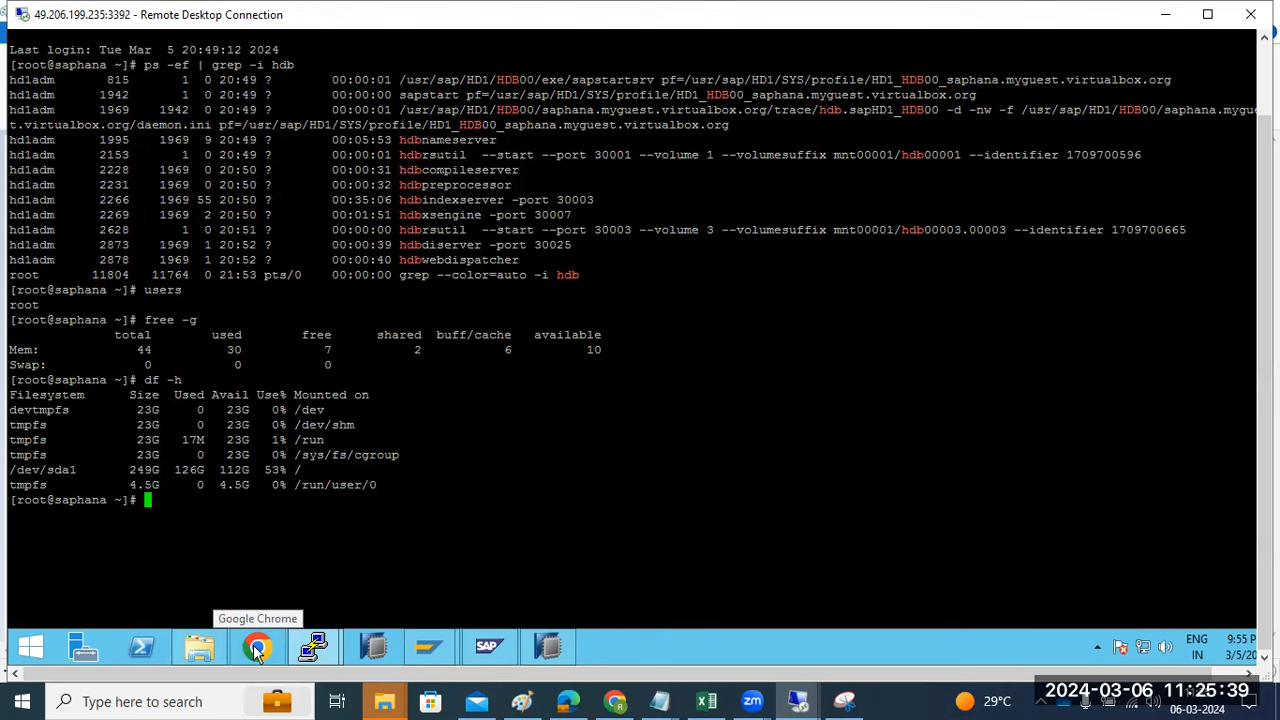 49.206.199.235:3392 - Remote Desktop Connection
Last login: Tue Mar  5 20:49:12 2024
[root@saphana ~]# ps -ef | grep -i hdb
hd1adm      815      1  0 20:49 ?        00:00:01 /usr/sap/HD1/HDB00/exe/sapstartsrv pf=/usr/sap/HD1/SYS/profile/HD1_HDB00_saphana.myguest.virtualbox.org
hd1adm     1942      1  0 20:49 ?        00:00:00 sapstart pf=/usr/sap/HD1/SYS/profile/HD1_HDB00_saphana.myguest.virtualbox.org
hd1adm     1969   1942  0 20:49 ?        00:00:01 /usr/sap/HD1/HDB00/saphana.myguest.virtualbox.org/trace/hdb.sapHD1_HDB00 -d -nw -f /usr/sap/HD1/HDB00/saphana.mygues
t.virtualbox.org/daemon.ini pf=/usr/sap/HD1/SYS/profile/HD1_HDB00_saphana.myguest.virtualbox.org
hd1adm     1995   1969  9 20:49 ?        00:05:53 hdbnameserver
hd1adm     2153      1  0 20:49 ?        00:00:01 hdbrsutil  --start --port 30001 --volume 1 --volumesuffix mnt00001/hdb00001 --identifier 1709700596
hd1adm     2228   1969  0 20:50 ?        00:00:31 hdbcompileserver
hd1adm     2231   1969  0 20:50 ?        00:00:32 hdbpreprocessor
hd1adm     2266   1969 55 20:50 ?        00:35:06 hdbindexserver -port 30003
hd1adm     2269   1969  2 20:50 ?        00:01:51 hdbxsengine -port 30007
hd1adm     2628      1  0 20:51 ?        00:00:00 hdbrsutil  --start --port 30003 --volume 3 --volumesuffix mnt00001/hdb00003.00003 --identifier 1709700665
hd1adm     2873   1969  1 20:52 ?        00:00:39 hdbdiserver -port 30025
hd1adm     2878   1969  1 20:52 ?        00:00:40 hdbwebdispatcher
root      11804  11764  0 21:53 pts/0    00:00:00 grep --color=auto -i hdb
[root@saphana ~]# users
root
[root@saphana ~]# free -g
total        used        free      shared  buff/cache   available
Mem:             44          30           7           2           6          10
Swap:             0           0           0
[root@saphana ~]# df -h
Filesystem      Size  Used Avail Use% Mounted on
devtmpfs         23G     0   23G   0% /dev
tmpfs            23G     0   23G   0% /dev/shm
tmpfs            23G   17M   23G   1% /run
tmpfs            23G     0   23G   0% /sys/fs/cgroup
/dev/sda1       249G  126G  112G  53% /
tmpfs           4.5G     0  4.5G   0% /run/user/0
[root@saphana ~]#
Google Chrome
SAP
ENG
IN
9:55 PM
3/5/20
Type here to search
zm
29°C
2024-03-06 11:25:39
06-03-2024